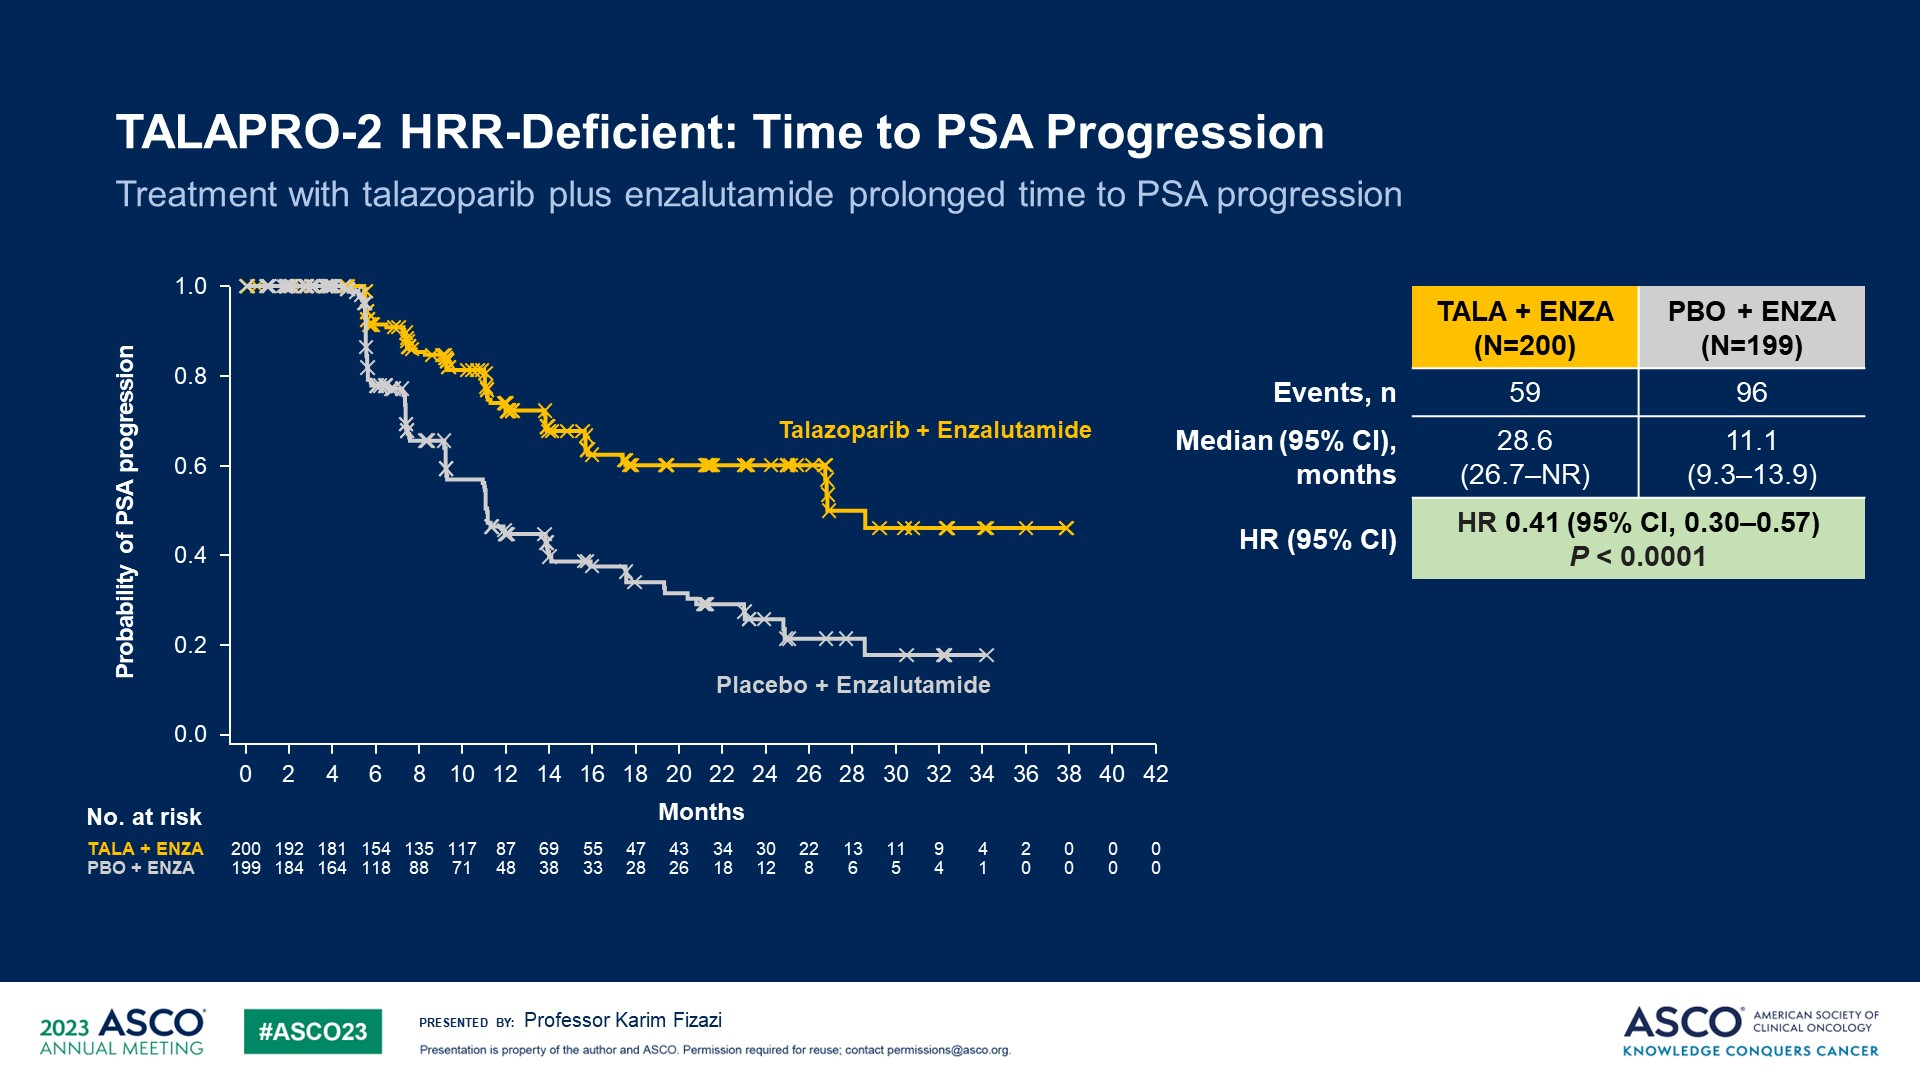 TALAPRO-2 HRR-Deficient: Time to PSA Progression
Treatment with talazoparib plus enzalutamide prolonged time to PSA progression
Probability of PSA progression
1.0
0.8
0.6
0.4
0.2
0.0
Talazoparib + Enzalutamide
Placebo + Enzalutamide
0 2 4 6 8 10 12 14 16 18 20 22 24 26 28 30 32 34 36 38 40 42
Months
No. at risk
TALA + ENZA 200 192 181 154 135 117 87 69 55 47 43 34 30 22 13 11 9 4 2 0 0 0
PBO + ENZA 199 184 164 118 88 71 48 38 33 28 26 18 12 8 6 5 4 1 0 0 0 0
TALA + ENZA PBO + ENZA
(N=200) (N=199)
Events, n 59 96
Median (95% CI), 28.6 11.1
months (26.7–NR) (9.3–13.9)
HR (95% CI) HR 0.41 (95% CI, 0.30–0.57)
P < 0.0001
2023 ASCO®
ANNUAL MEETING
#ASCO23
PRESENTED BY: Professor Karim Fizazi
Presentation is property of the author and ASCO. Permission required for reuse; contact permissions@asco.org.
ASCO® AMERICAN SOCIETY OF
CLINICAL ONCOLOGY
KNOWLEDGE CONQUERS CANCER